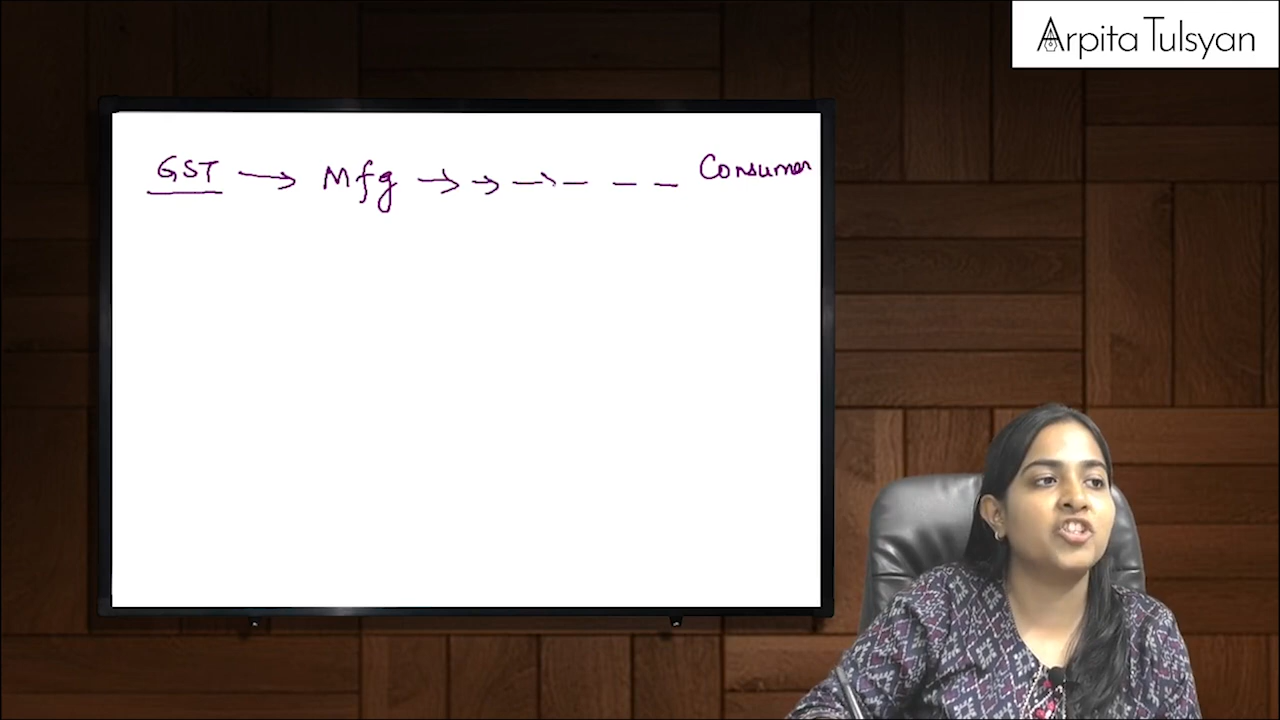 Arpita Tulsyan
GST → Mfg → → → — — — Consumer